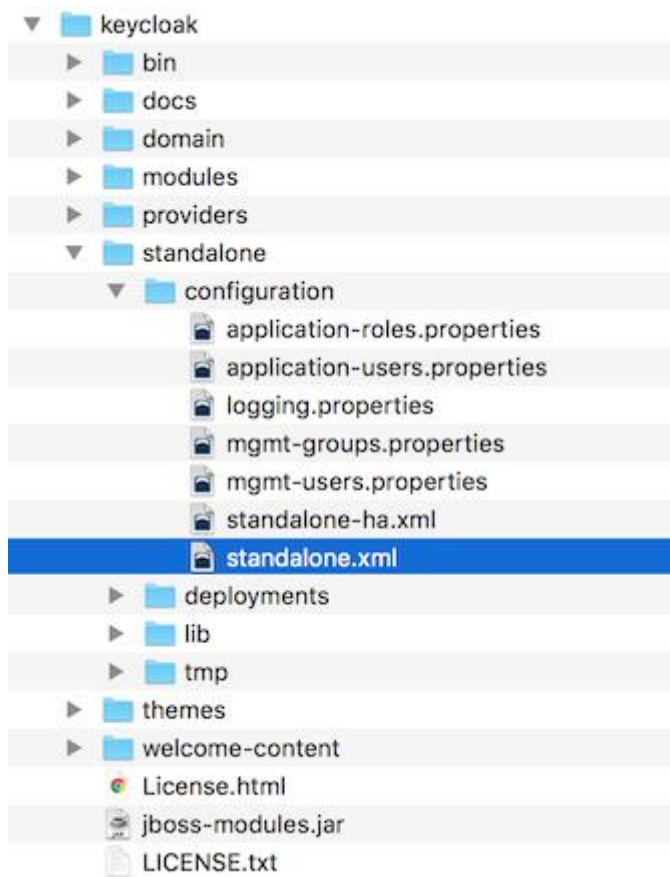 keycloak
bin
docs
domain
modules
providers
standalone
configuration
application-roles.properties
application-users.properties
logging.properties
mgmt-groups.properties
mgmt-users.properties
standalone-ha.xml
standalone.xml
deployments
lib
tmp
themes
welcome-content
License.html
jboss-modules.jar
LICENSE.txt